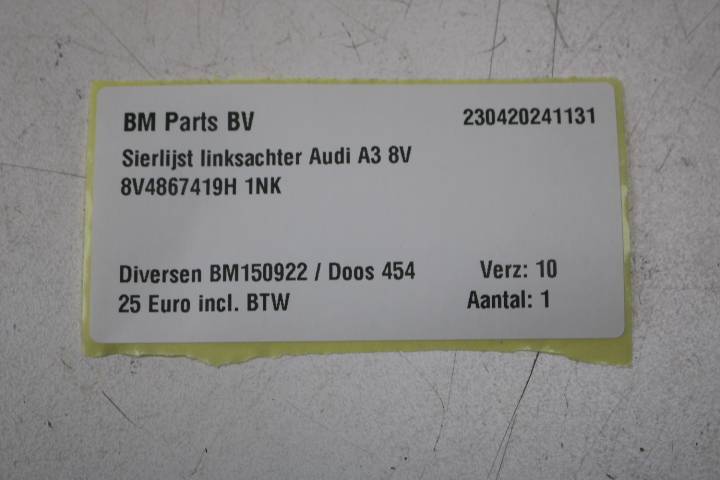 BM Parts BV 230420241131
Sierlijst linksachter Audi A3 8V
8V4867419H 1NK
Diversen BM150922 / Doos 454 Verz: 10
25 Euro incl. BTW Aantal: 1